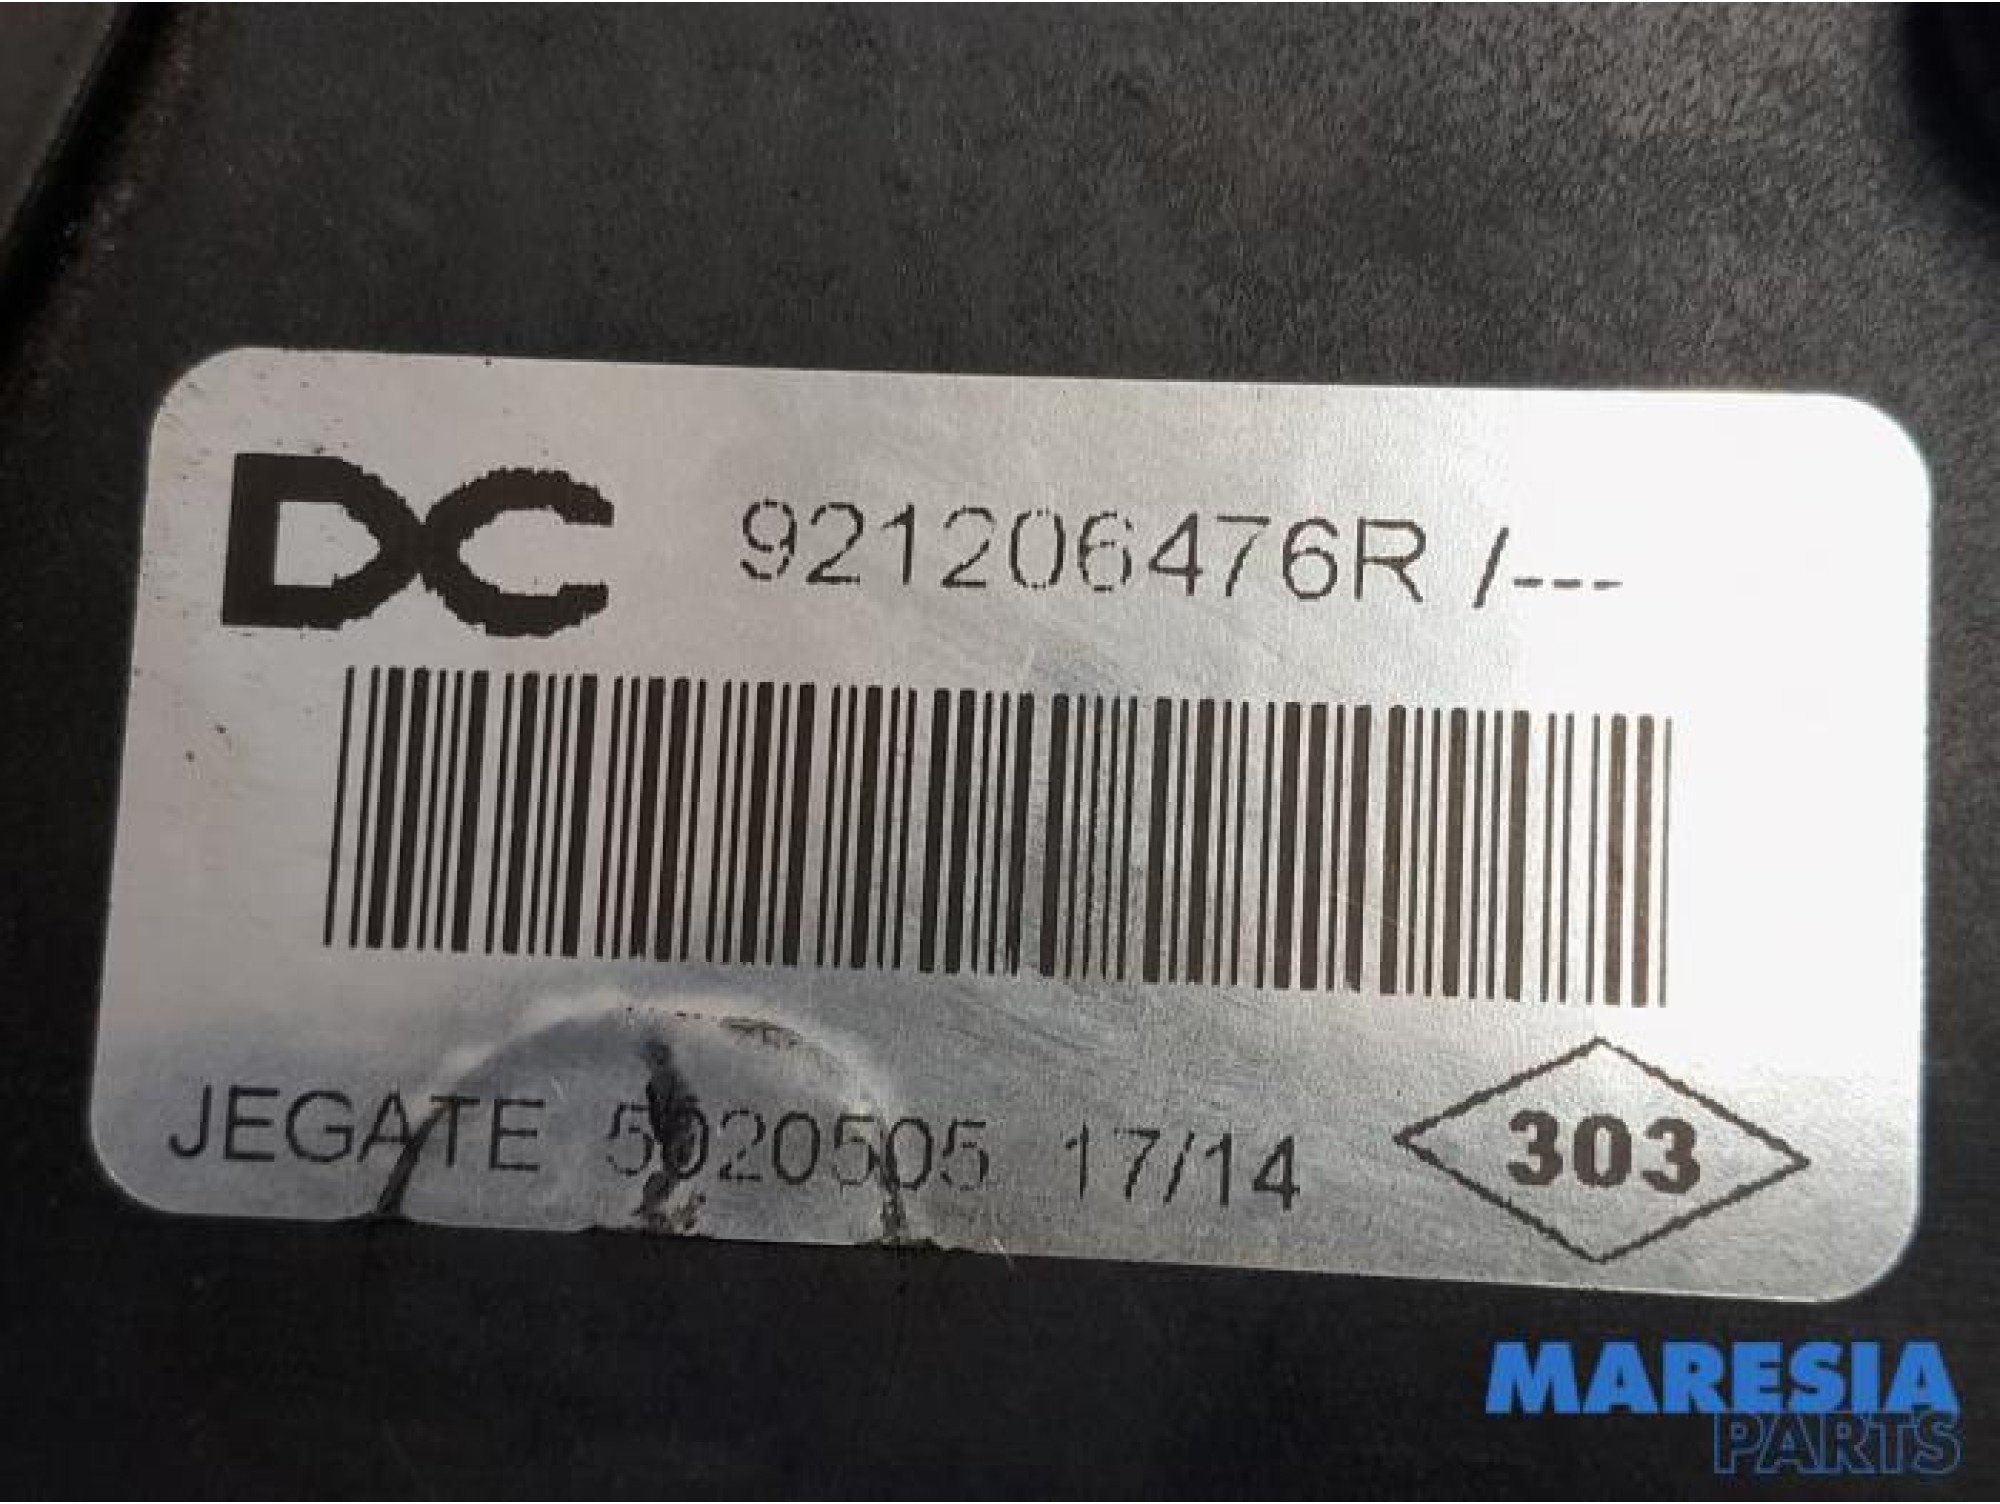 DC 921206476R /---
JEGATE 5020505 17/14
303
MARESIA
PARTS